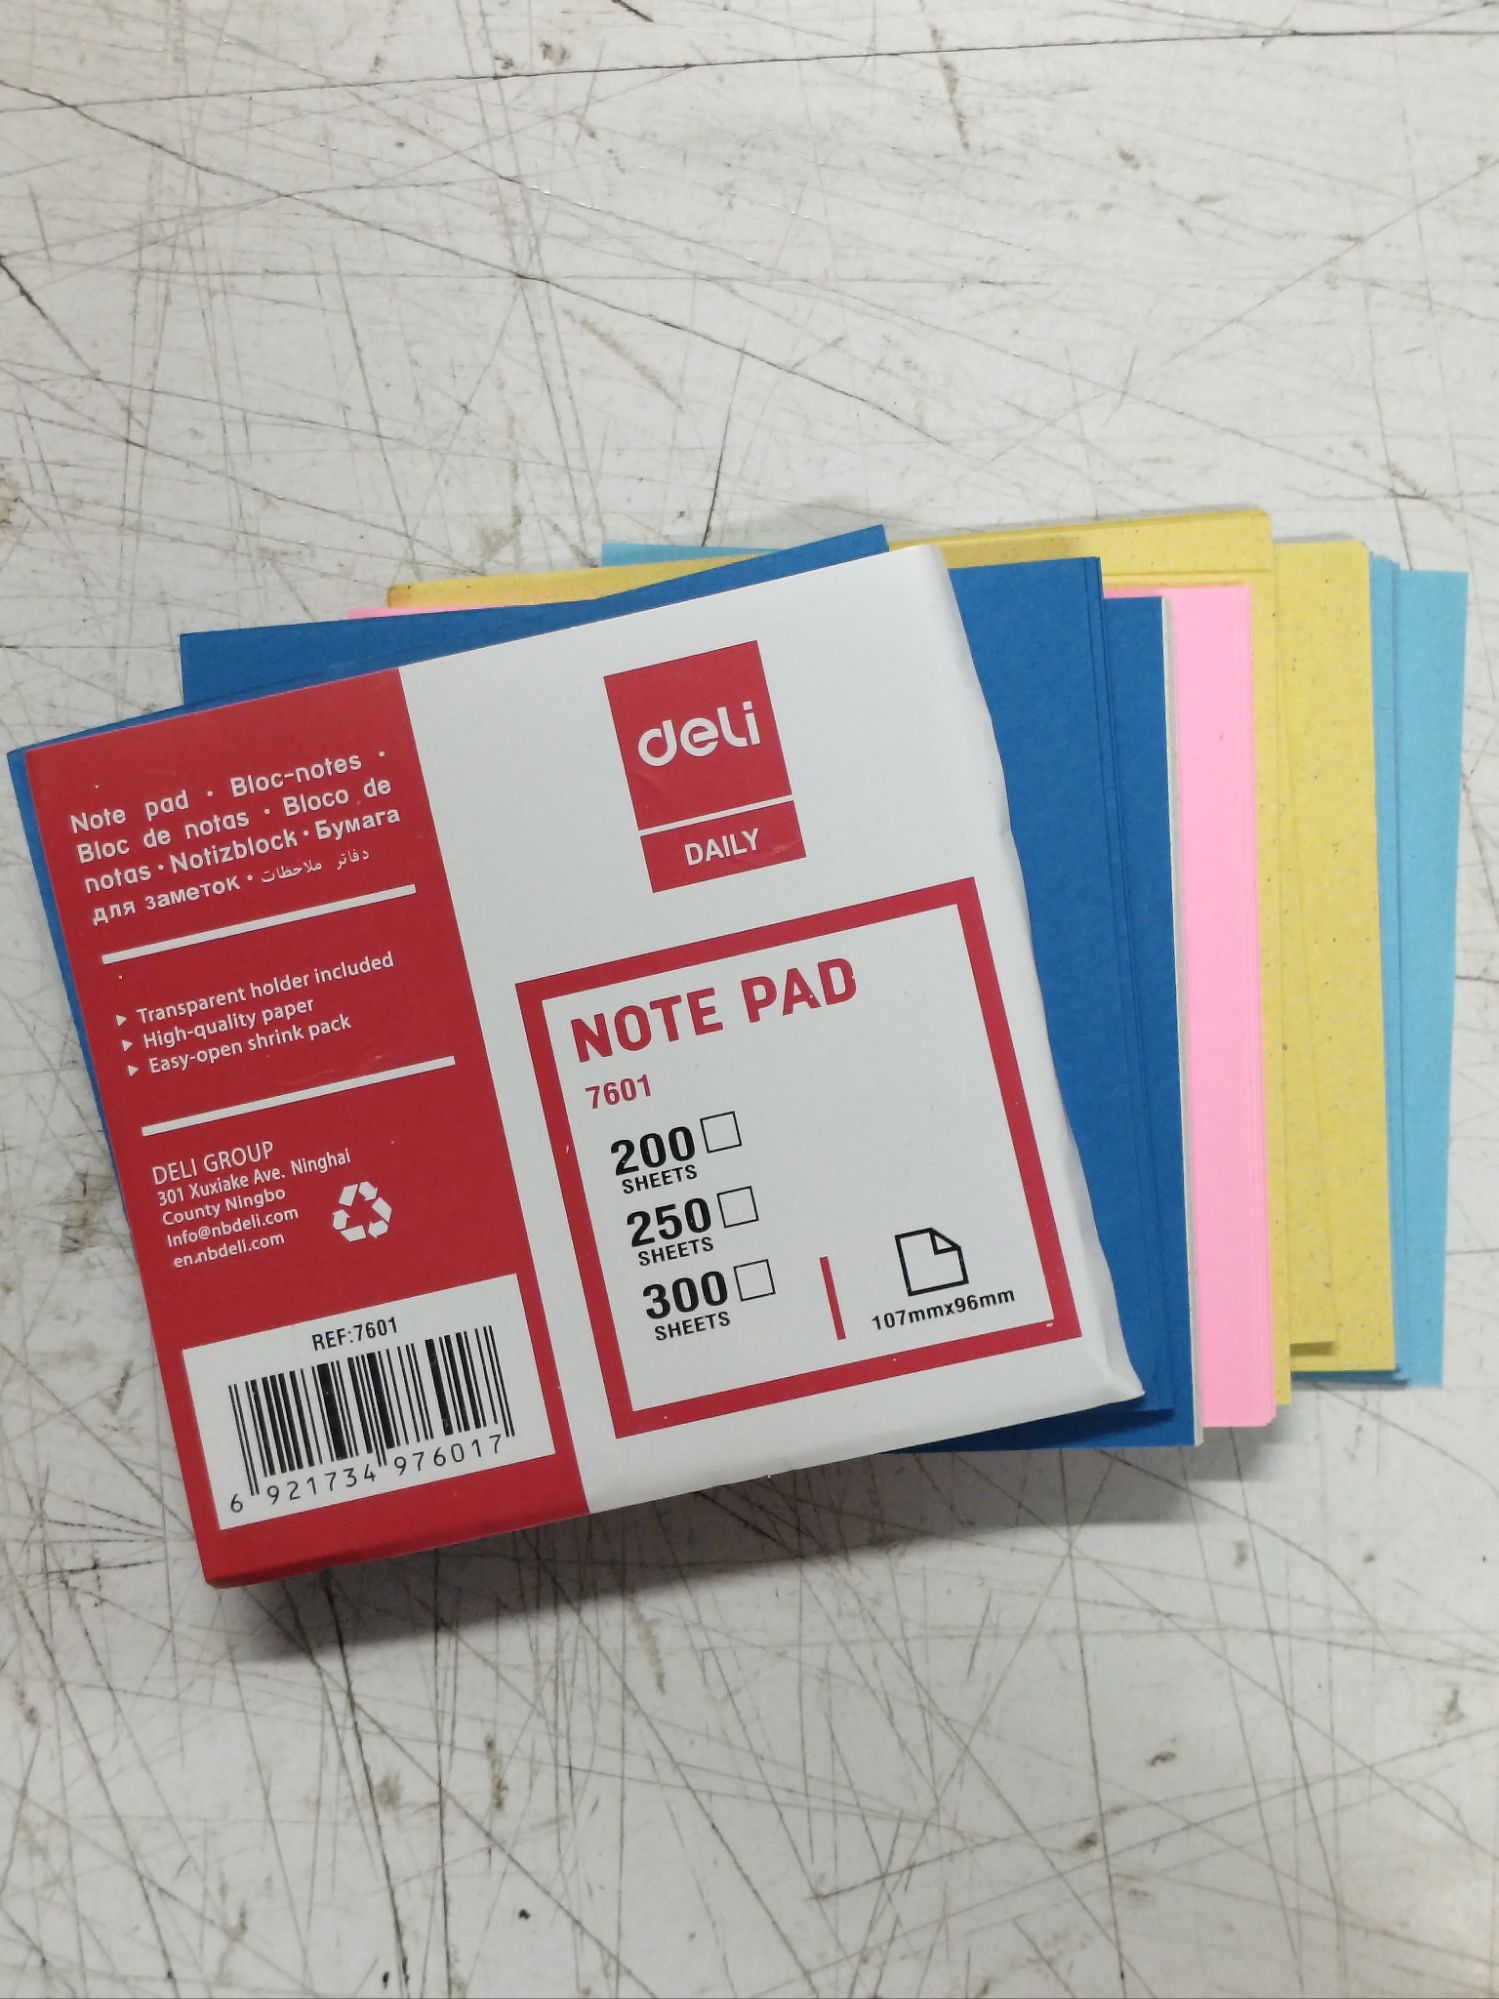 Note pad • Bloc-notes •
Bloc de notas • Bloco de
notas • Notizblock • Бумага
для заметок • دفاتر ملاحظات
▶ Transparent holder included
▶ High-quality paper
▶ Easy-open shrink pack
DELI GROUP
301 Xuxiake Ave. Ninghai
County Ningbo
Info@nbdeli.com
en.nbdeli.com
REF:7601
6 921734 976017
deli
DAILY
NOTE PAD
7601
200
SHEETS
250
SHEETS
300
SHEETS
107mmx96mm